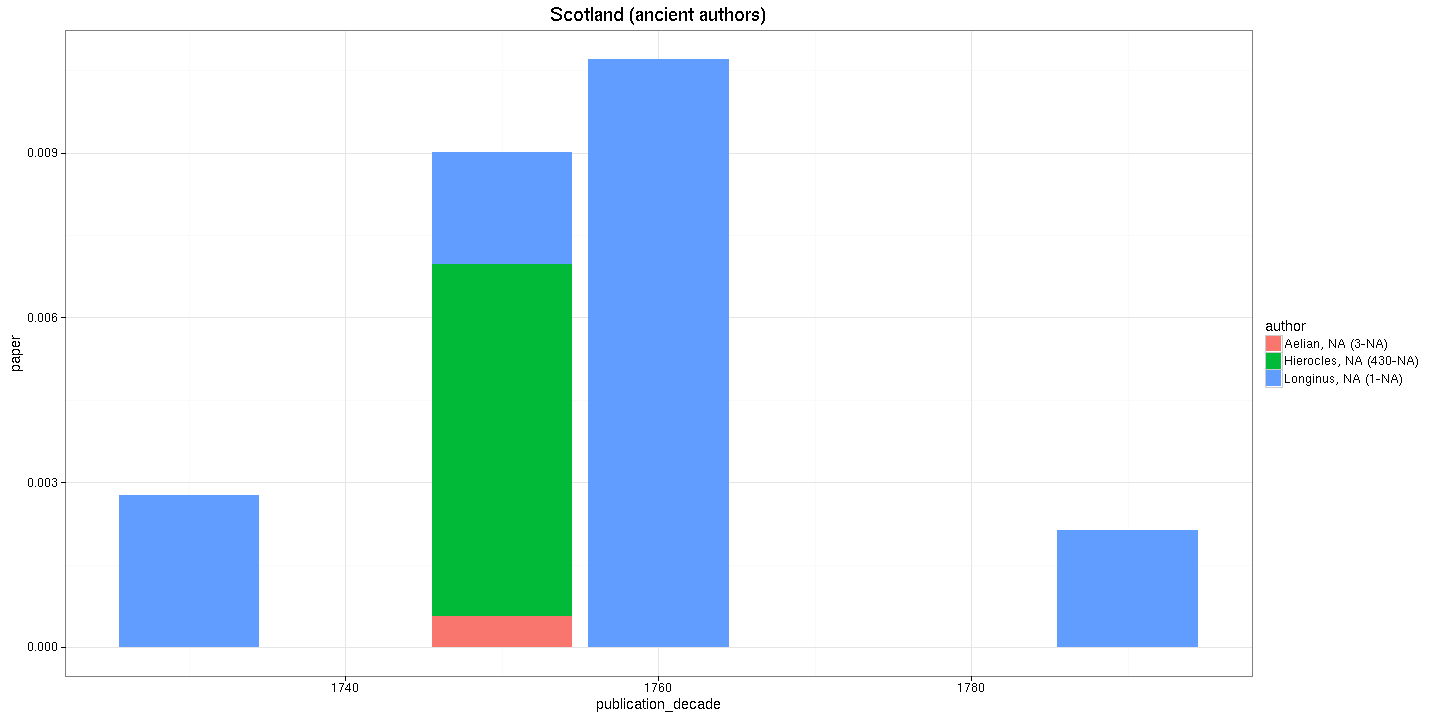 Scotland (ancient authors)
paper
0.009
0.006
0.003
0.000
1740
1760
1780
publication_decade
author
Aelian, NA (3-NA)
Hierocles, NA (430-NA)
Longinus, NA (1-NA)